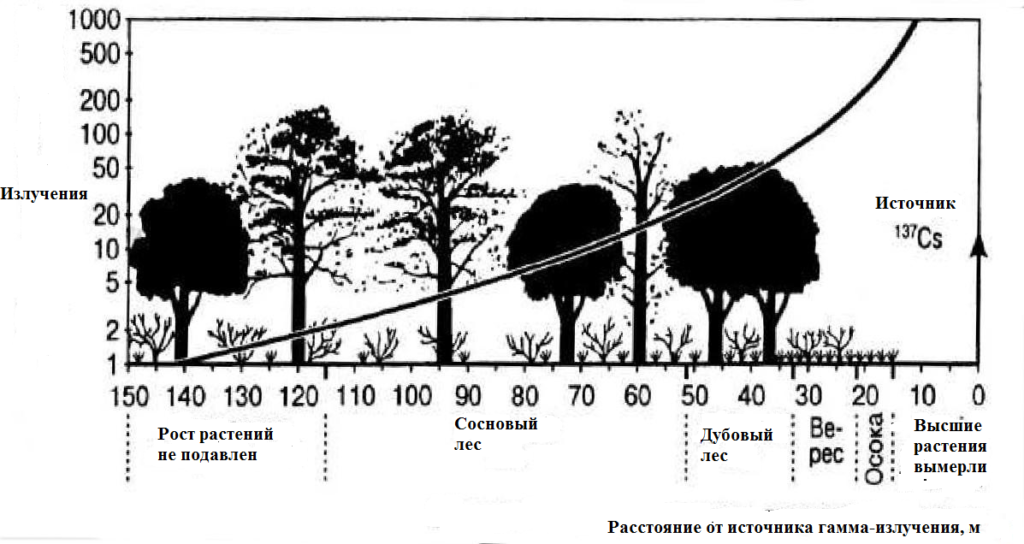 1000
500
200
100
50
20
10
5
2
1
Излучения
Источник
¹³⁷Cs
150 140 130 120 110 100 90 80 70 60 50 40 30 20 10 0
Рост растений
не подавлен
Сосновый
лес
Дубовый
лес
Ве-
рес
Осока
Высшие
растения
вымерли
Расстояние от источника гамма-излучения, м